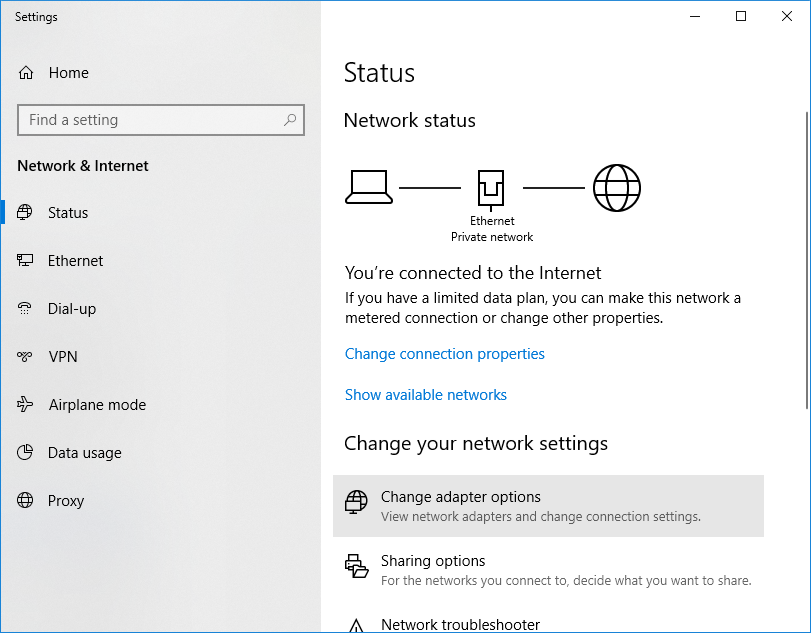 Settings
Home
Find a setting
Network & Internet
Status
Ethernet
Dial-up
VPN
Airplane mode
Data usage
Proxy
Status
Network status
Ethernet
Private network
You're connected to the Internet
If you have a limited data plan, you can make this network a
metered connection or change other properties.
Change connection properties
Show available networks
Change your network settings
Change adapter options
View network adapters and change connection settings.
Sharing options
For the networks you connect to, decide what you want to share.
Network troubleshooter